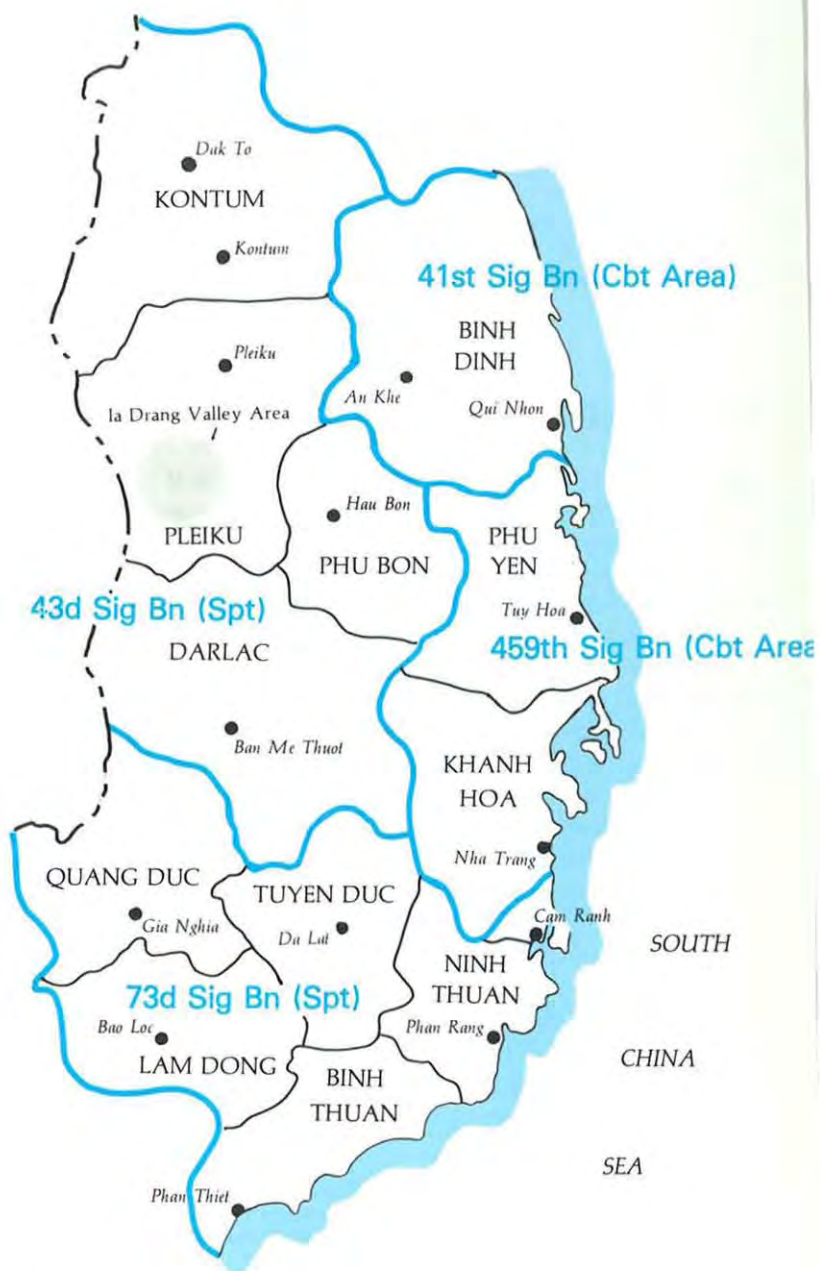 Dak To
KONTUM
Kontum
41st Sig Bn (Cbt Area)
BINH
DINH
Pleiku
An Khe
Ia Drang Valley Area
Qui Nhon
Hau Bon
PLEIKU
PHU BON
PHU
YEN
43d Sig Bn (Spt)
Tuy Hoa
DARLAC
459th Sig Bn (Cbt Area
Ban Me Thuot
KHANH
HOA
Nha Trang
QUANG DUC
TUYEN DUC
Gia Nghia
Da Lat
Cam Ranh
SOUTH
NINH
THUAN
73d Sig Bn (Spt)
Bao Loc
Phan Rang
LAM DONG
CHINA
BINH
THUAN
SEA
Phan Thiet